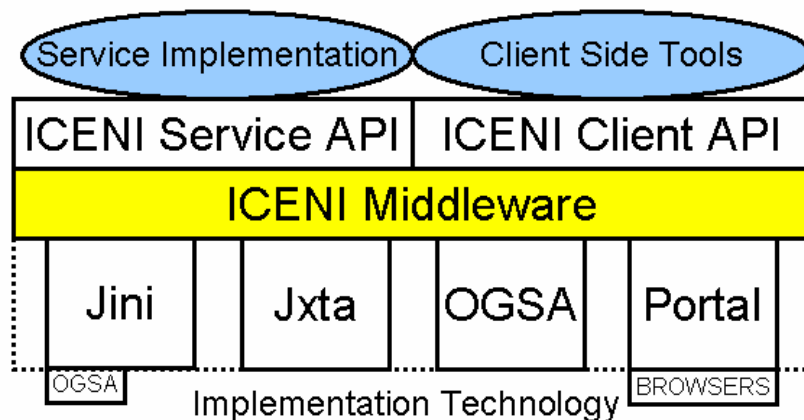 Service Implementation
Client Side Tools
ICENI Service API
ICENI Client API
ICENI Middleware
Jini
Jxta
OGSA
Portal
OGSA
BROWSERS
Implementation Technology